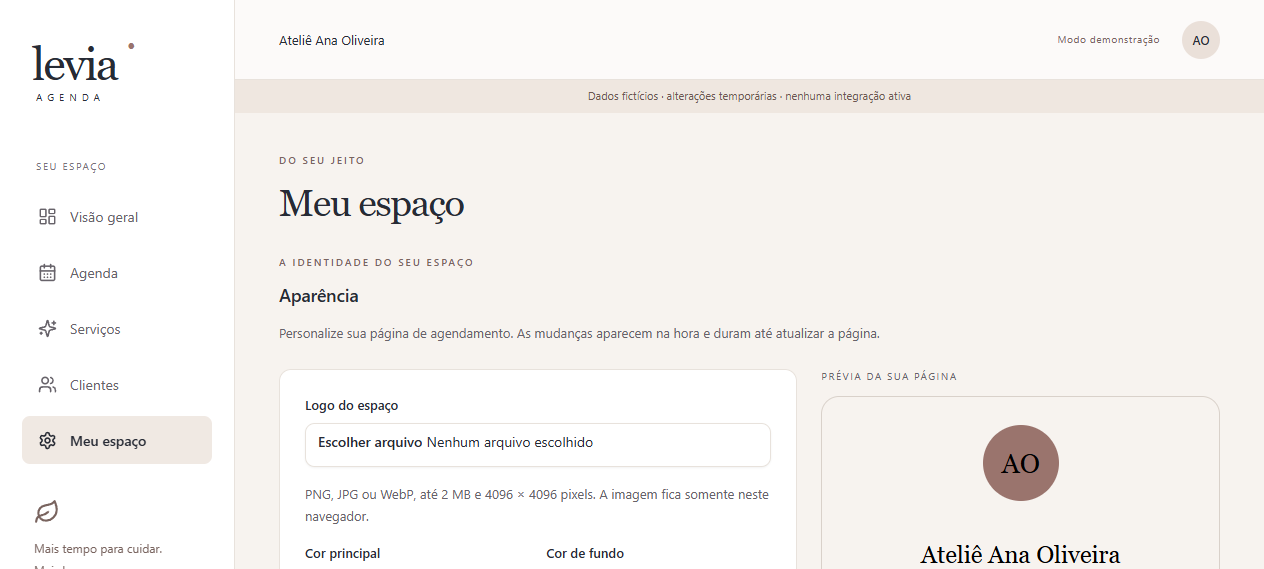 levia
AGENDA
SEU ESPAÇO
Visão geral
Agenda
Serviços
Clientes
Meu espaço
Mais tempo para cuidar.
Ateliê Ana Oliveira
Modo demonstração
AO
Dados fictícios · alterações temporárias · nenhuma integração ativa
DO SEU JEITO
Meu espaço
A IDENTIDADE DO SEU ESPAÇO
Aparência
Personalize sua página de agendamento. As mudanças aparecem na hora e duram até atualizar a página.
Logo do espaço
Escolher arquivo Nenhum arquivo escolhido
PNG, JPG ou WebP, até 2 MB e 4096 × 4096 pixels. A imagem fica somente neste
navegador.
Cor principal
Cor de fundo
PRÉVIA DA SUA PÁGINA
AO
Ateliê Ana Oliveira